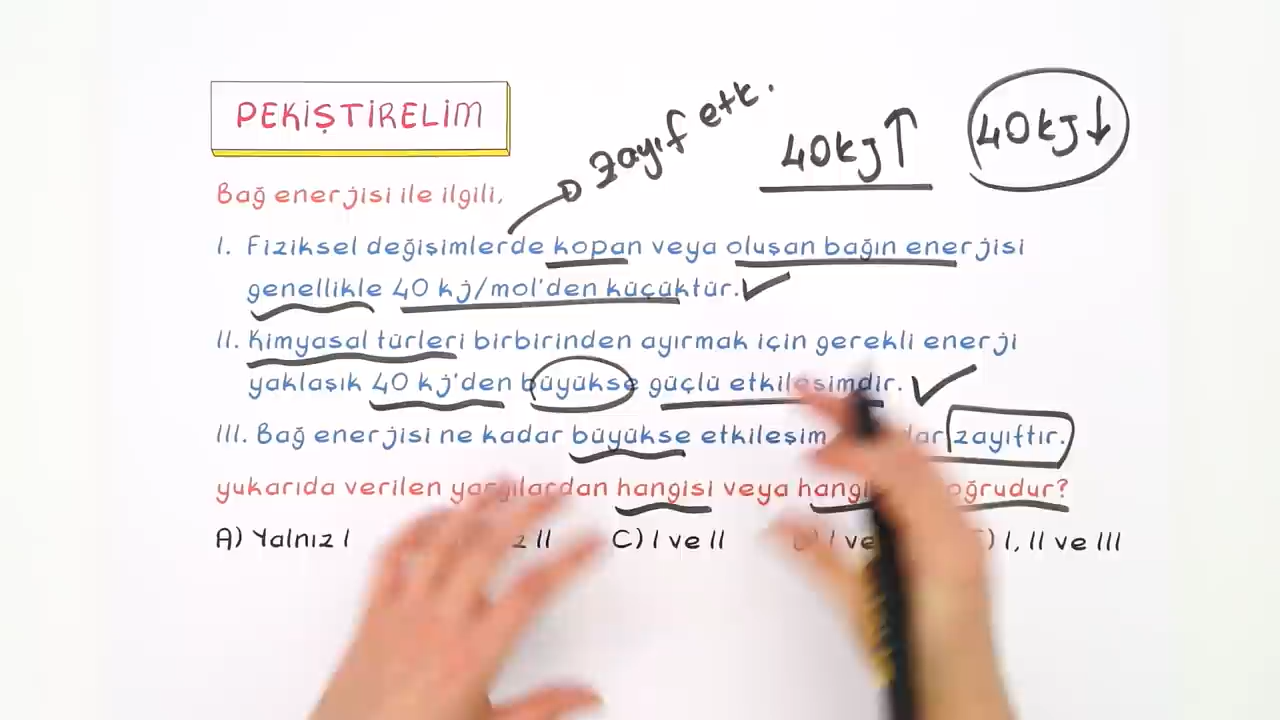 PEKİŞTİRELİM
zayıf etk.
40kj↑
40kj↓
Bağ enerjisi ile ilgili,
I. Fiziksel değişimlerde kopan veya oluşan bağın enerjisi
genellikle 40 kj/mol'den küçüktür. ✓
II. Kimyasal türleri birbirinden ayırmak için gerekli enerji
yaklaşık 40 kj'den büyükse güçlü etkileşimdir. ✓
III. Bağ enerjisi ne kadar büyükse etkileşim zayıftır.
yukarıda verilen yargılardan hangisi veya
A) Yalnız I II C) I ve II I ve I, II ve III